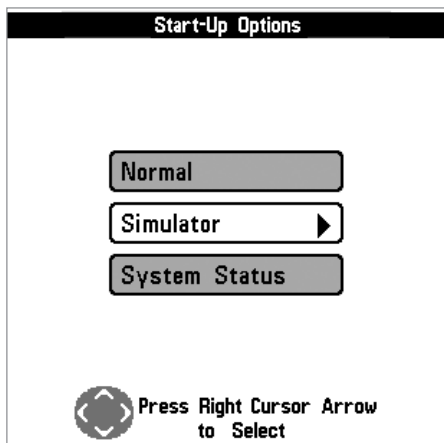 Start-Up Options
Normal
Simulator
System Status
Press Right Cursor Arrow
to Select